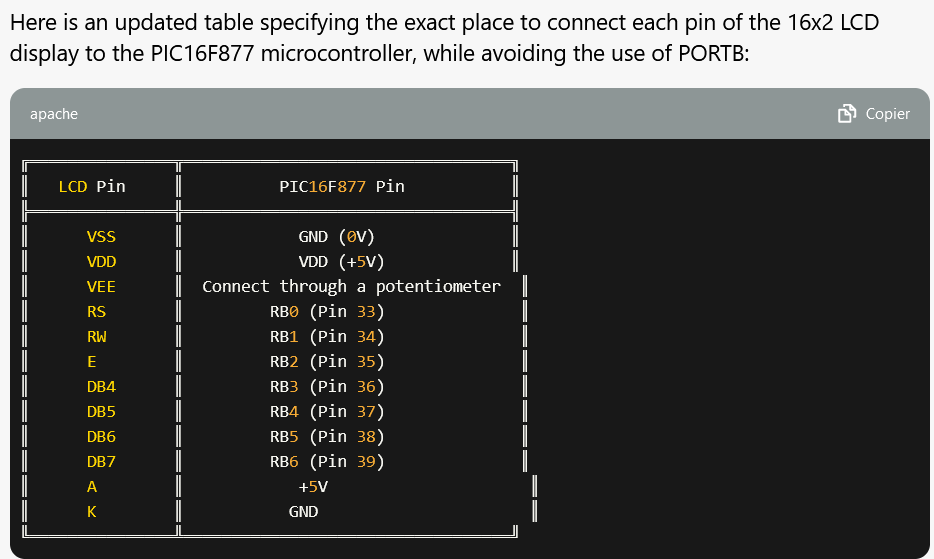 Here is an updated table specifying the exact place to connect each pin of the 16x2 LCD
display to the PIC16F877 microcontroller, while avoiding the use of PORTB:
apache Copier
LCD Pin PIC16F877 Pin
VSS GND (0V)
VDD VDD (+5V)
VEE Connect through a potentiometer
RS RB0 (Pin 33)
RW RB1 (Pin 34)
E RB2 (Pin 35)
DB4 RB3 (Pin 36)
DB5 RB4 (Pin 37)
DB6 RB5 (Pin 38)
DB7 RB6 (Pin 39)
A +5V
K GND